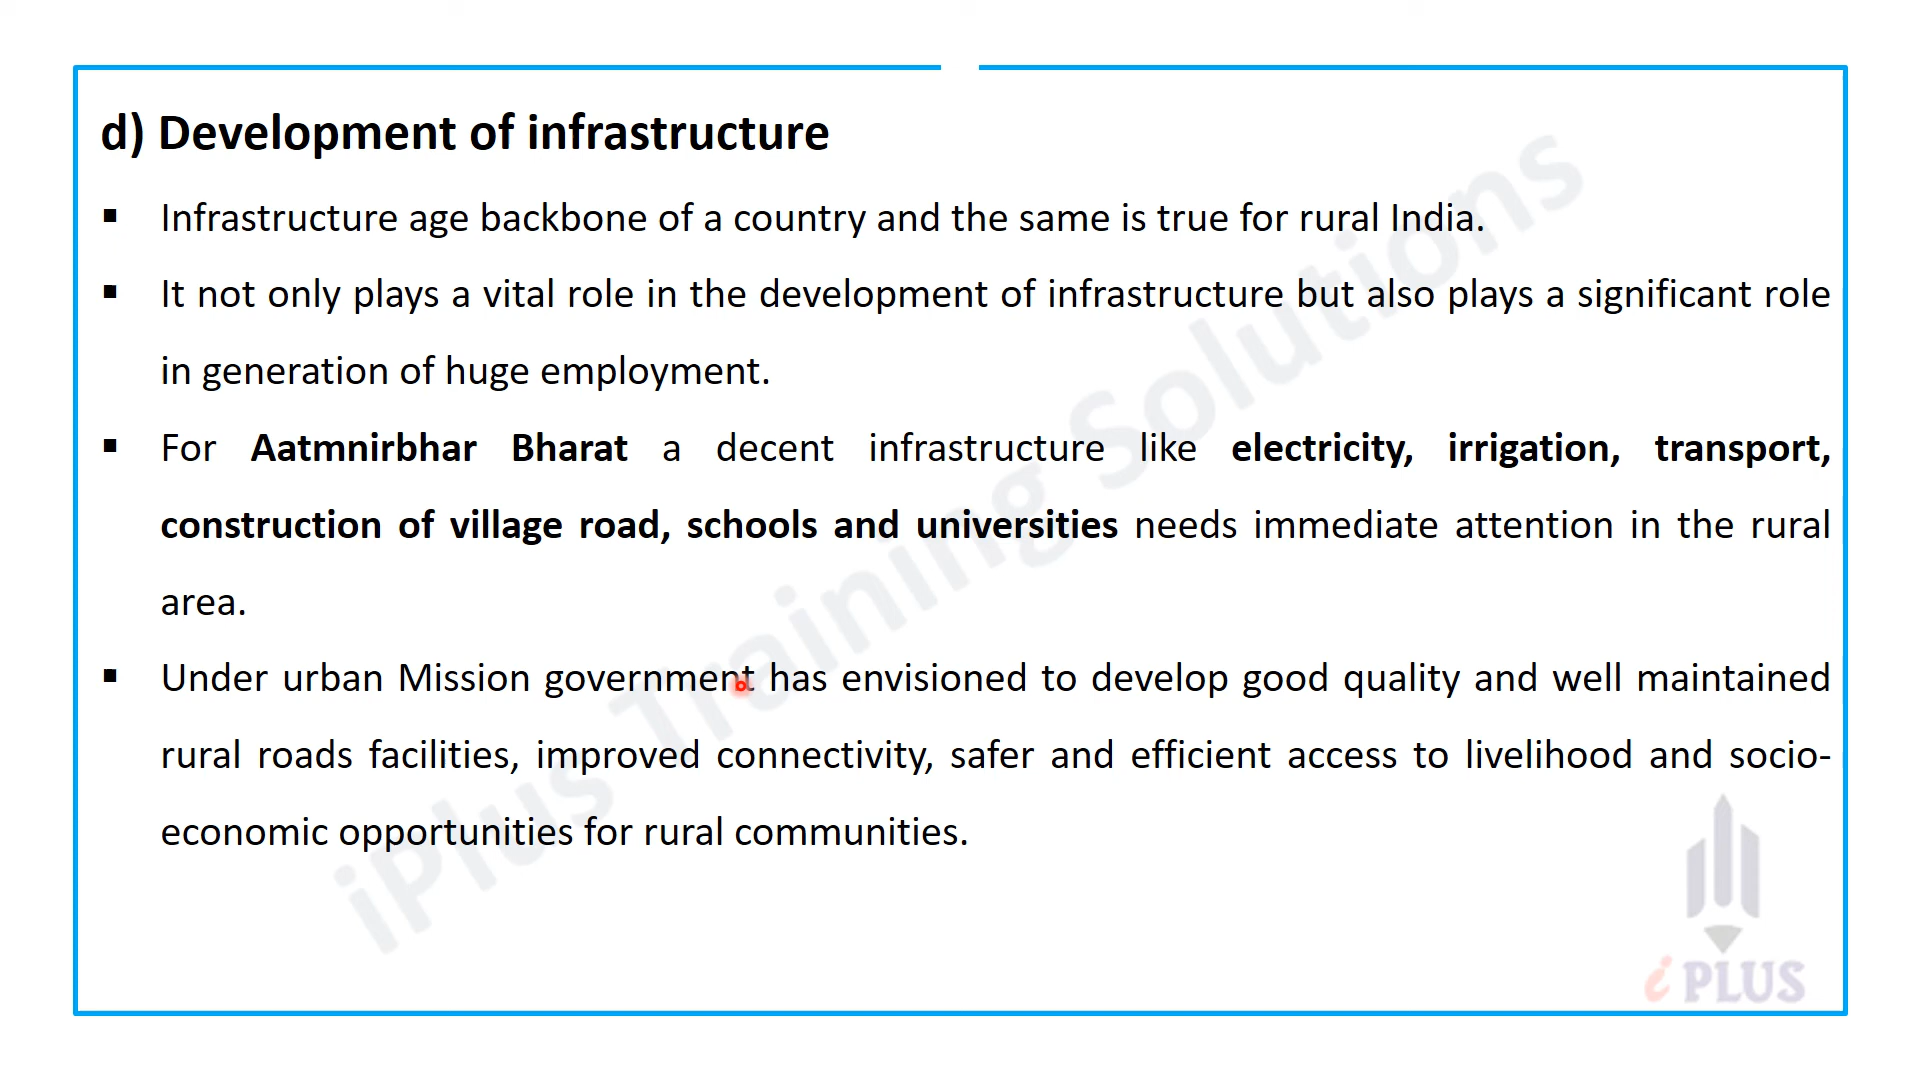 d) Development of infrastructure
▪ Infrastructure age backbone of a country and the same is true for rural India.
▪ It not only plays a vital role in the development of infrastructure but also plays a significant role
in generation of huge employment.
▪ For Aatmnirbhar Bharat a decent infrastructure like electricity, irrigation, transport,
construction of village road, schools and universities needs immediate attention in the rural
area.
▪ Under urban Mission government has envisioned to develop good quality and well maintained
rural roads facilities, improved connectivity, safer and efficient access to livelihood and socio-
economic opportunities for rural communities.
iPlus Training Solutions
i PLUS